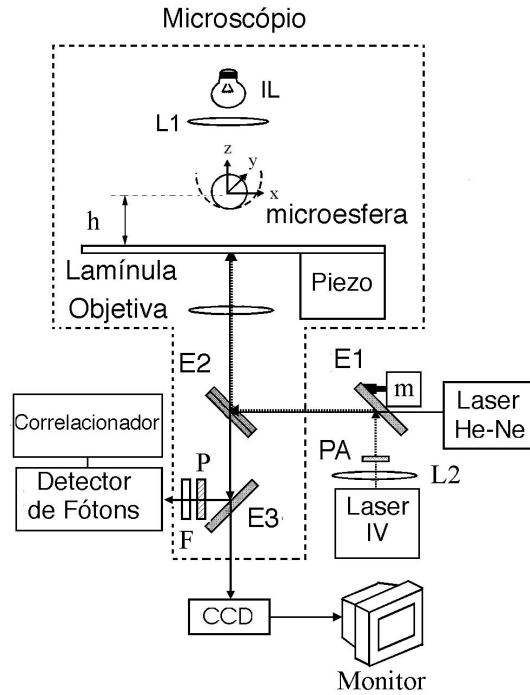 Microscópio
IL
L1
z
y
x
h
microesfera
Lamínula
Objetiva
Piezo
E2
E1
m
Laser
He-Ne
Correlacionador
PA
L2
P
Detector
de Fótons
Laser
IV
F
E3
CCD
Monitor